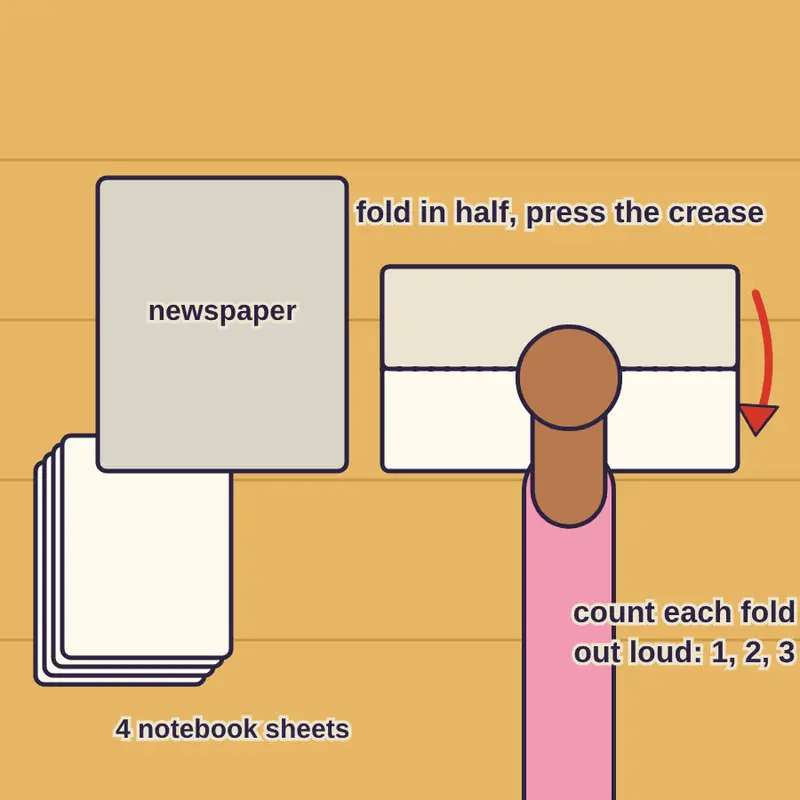 fold in half, press the crease
newspaper
count each fold
out loud: 1, 2, 3
4 notebook sheets